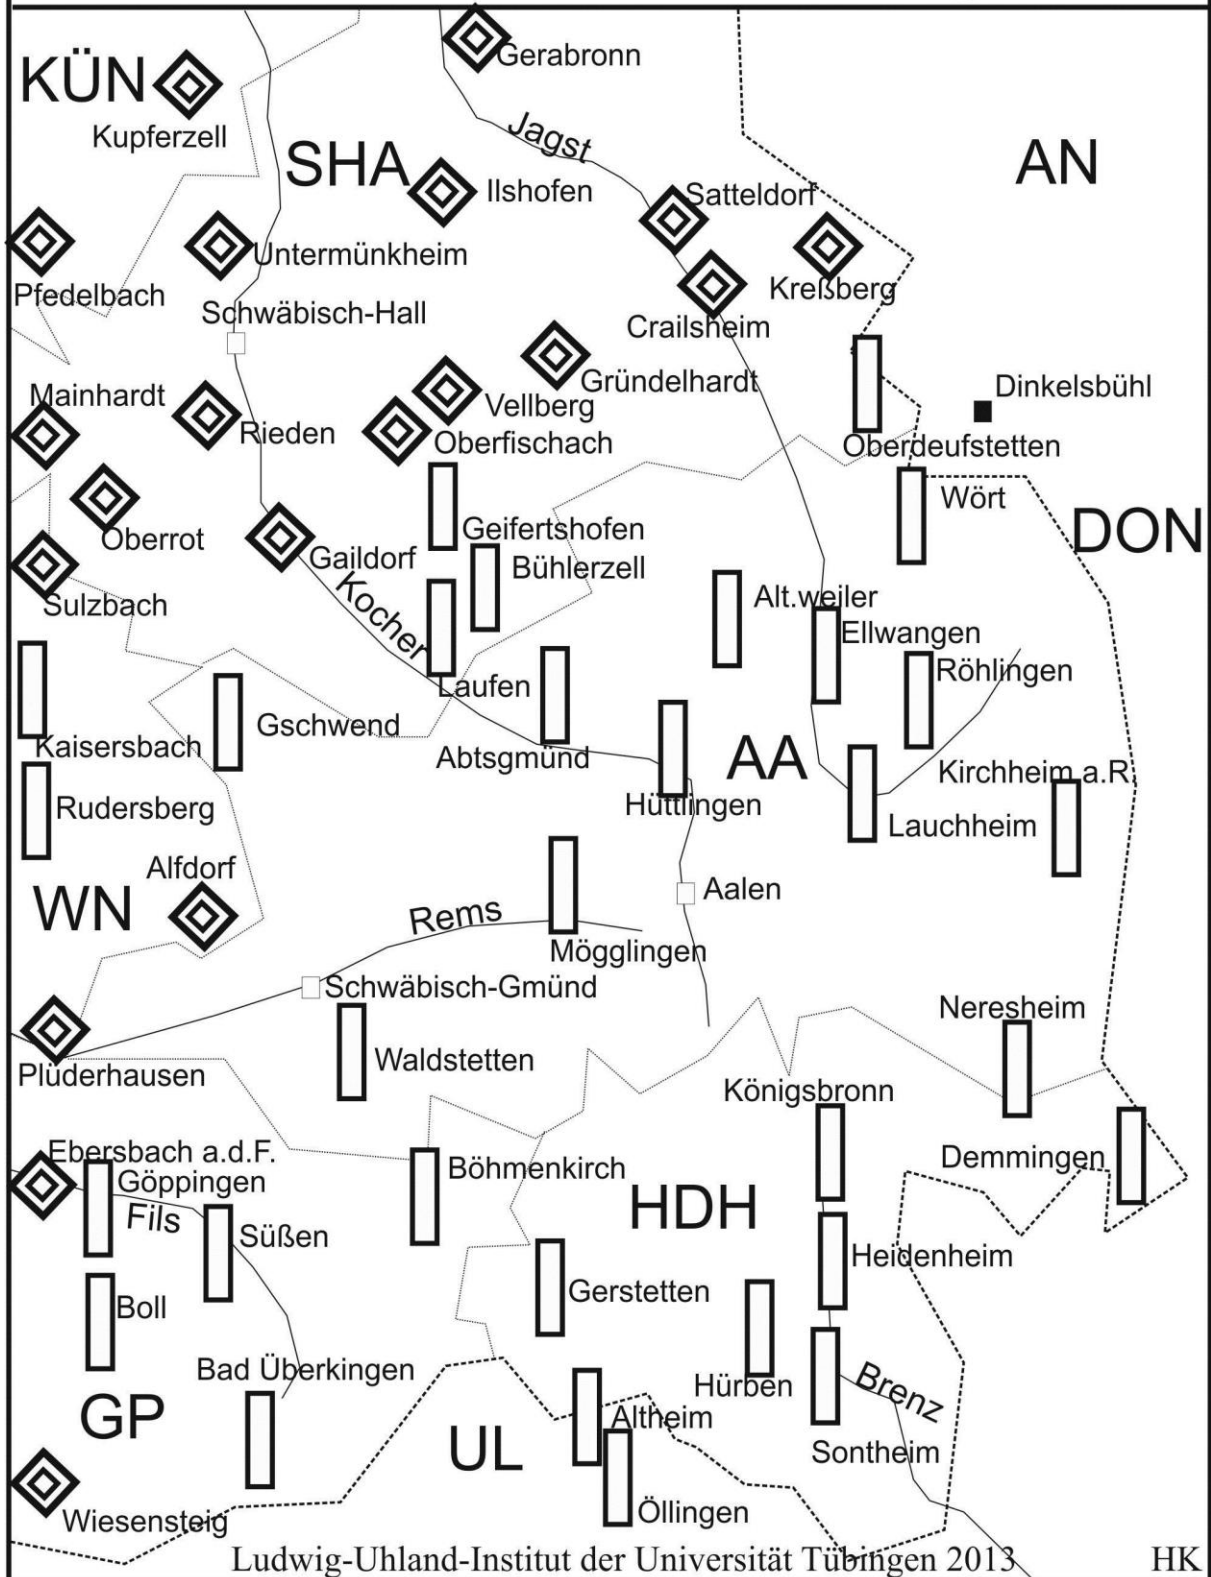 Gerabronn
KÜN
Kupferzell
Jagst
AN
SHA
Ilshofen
Satteldorf
Untermünkheim
Pfedelbach
Kreßberg
Schwäbisch-Hall
Crailsheim
Gründelhardt
Dinkelsbühl
Mainhardt
Vellberg
Rieden
Oberfischach
Oberdeufstetten
Wört
Oberrot
Geifertshofen
DON
Gaildorf
Bühlerzell
Sulzbach
Kocher
Alt.weiler
Ellwangen
Röhlingen
Laufen
Gschwend
Kaisersbach
Abtsgmünd
AA
Kirchheim a.R.
Rudersberg
Hüttlingen
Lauchheim
Alfdorf
Aalen
WN
Rems
Mögglingen
Schwäbisch-Gmünd
Neresheim
Waldstetten
Plüderhausen
Königsbronn
Ebersbach a.d.F.
Demmingen
Böhmenkirch
Göppingen
HDH
Fils
Süßen
Heidenheim
Gerstetten
Boll
Bad Überkingen
Hürben
Brenz
GP
Altheim
UL
Sontheim
Öllingen
Wiesensteig
Ludwig-Uhland-Institut der Universität Tübingen 2013 HK